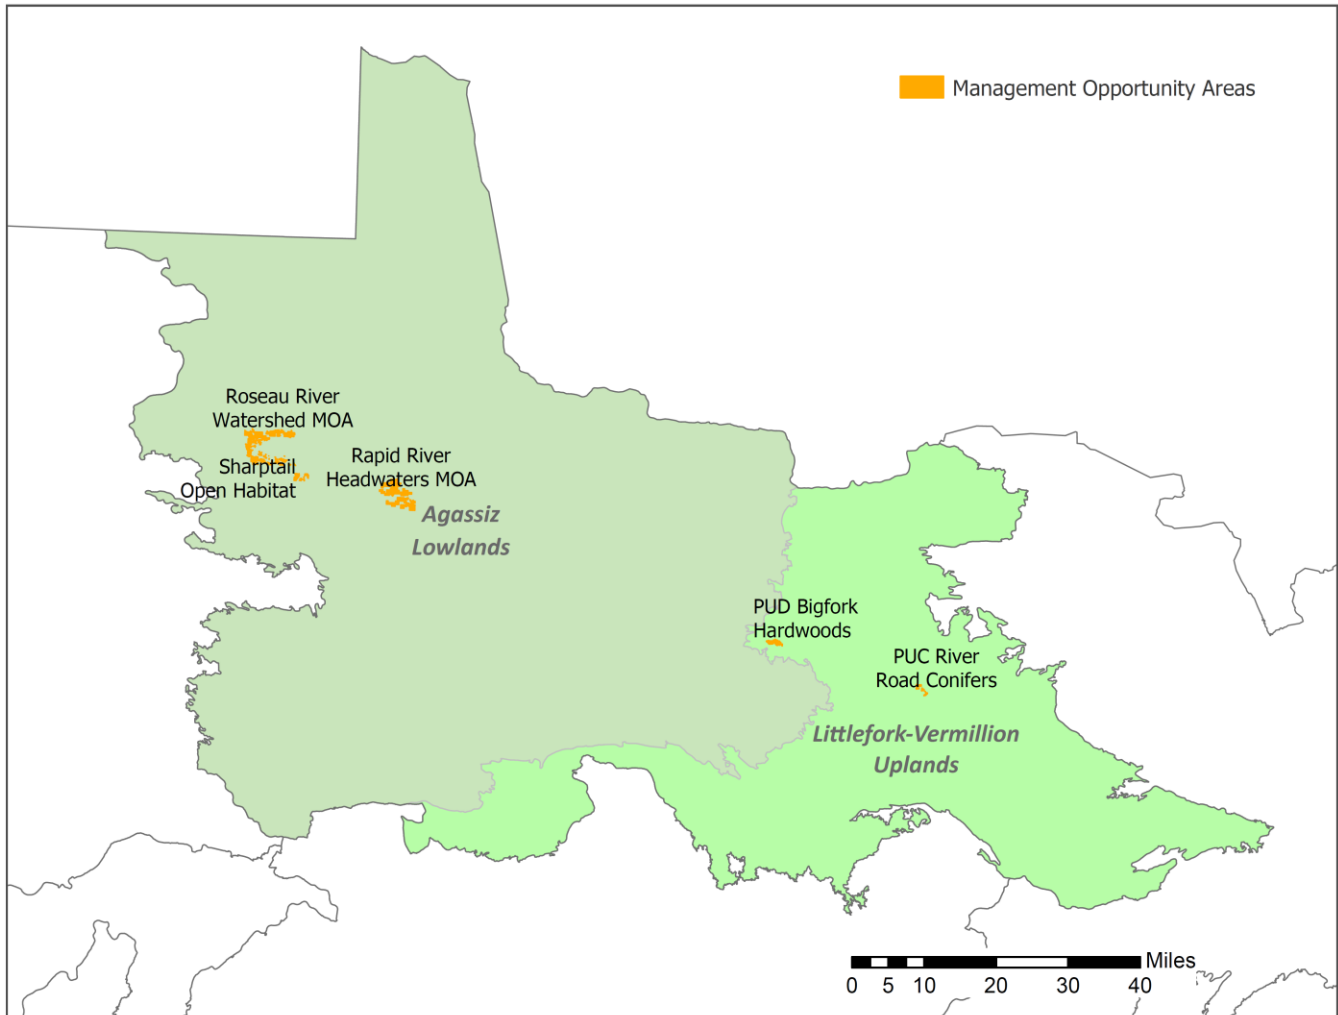 Management Opportunity Areas
Roseau River
Watershed MOA
Sharptail
Open Habitat
Rapid River
Headwaters MOA
Agassiz
Lowlands
PUD Bigfork
Hardwoods
PUC River
Road Conifers
Littlefork-Vermillion
Uplands
Miles
0 5 10 20 30 40